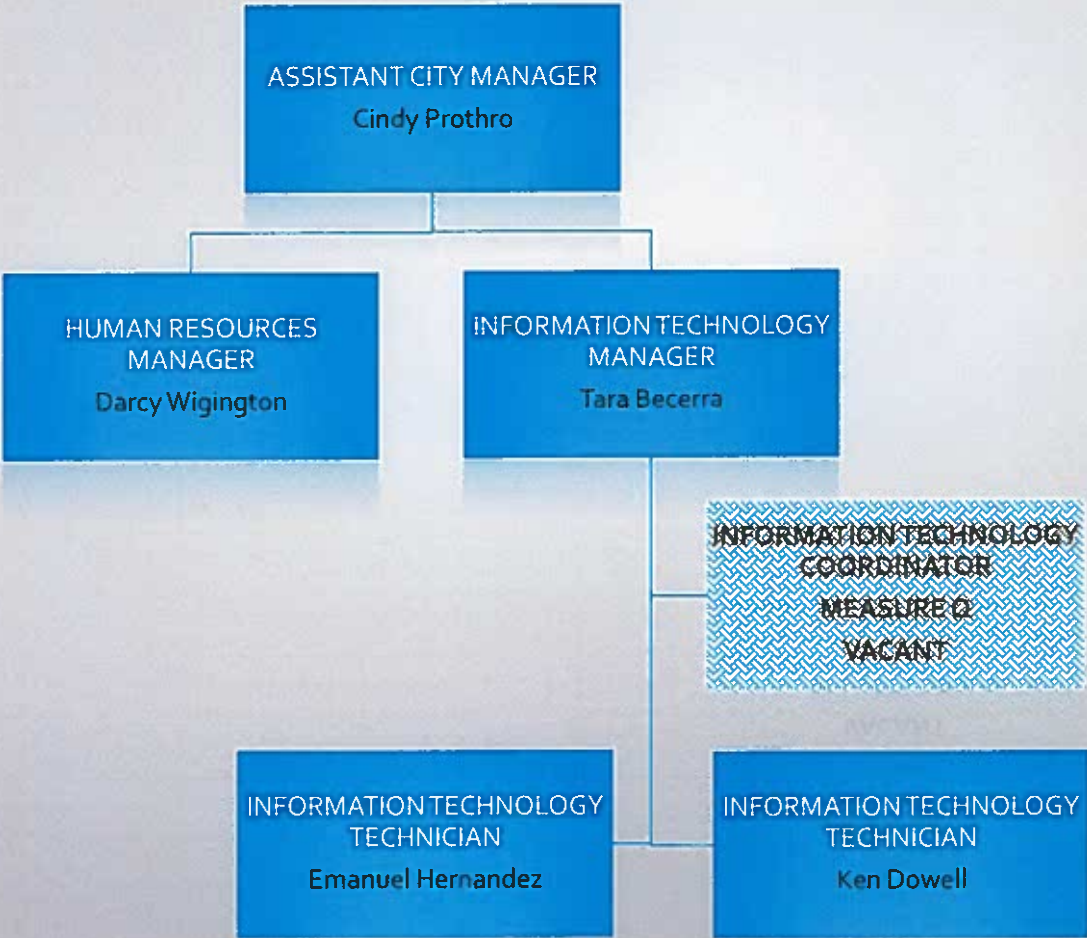 ASSISTANT CITY MANAGER
Cindy Prothro
HUMAN RESOURCES
MANAGER
Darcy Wigington
INFORMATION TECHNOLOGY
MANAGER
Tara Becerra
INFORMATION TECHNOLOGY
COORDINATOR
MEASURE Q
VACANT
INFORMATION TECHNOLOGY
TECHNICIAN
Emanuel Hernandez
INFORMATION TECHNOLOGY
TECHNICIAN
Ken Dowell